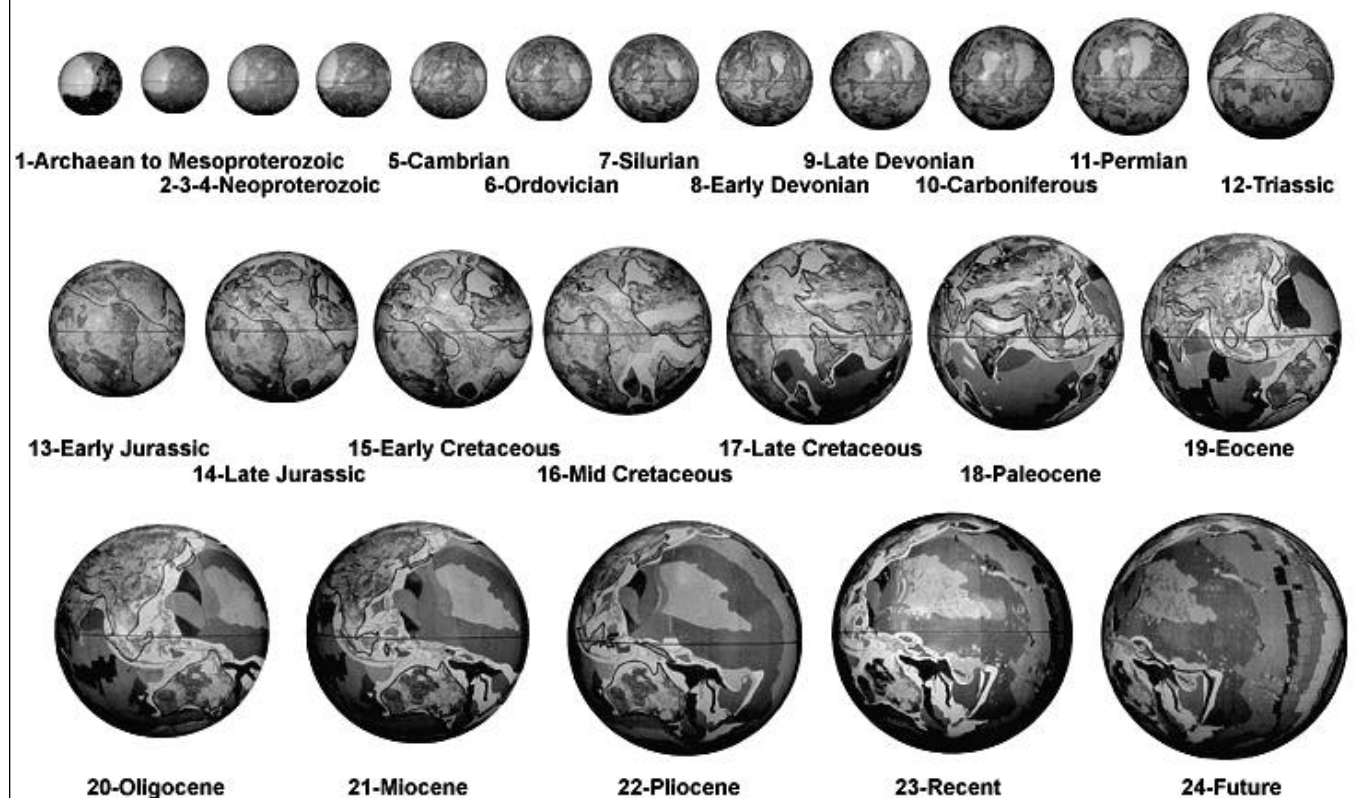 1-Archaean to Mesoproterozoic 5-Cambrian 7-Silurian 9-Late Devonian 11-Permian
2-3-4-Neoproterozoic 6-Ordovician 8-Early Devonian 10-Carboniferous 12-Triassic
13-Early Jurassic 15-Early Cretaceous 17-Late Cretaceous 19-Eocene
14-Late Jurassic 16-Mid Cretaceous 18-Paleocene
20-Oligocene 21-Miocene 22-Pliocene 23-Recent 24-Future